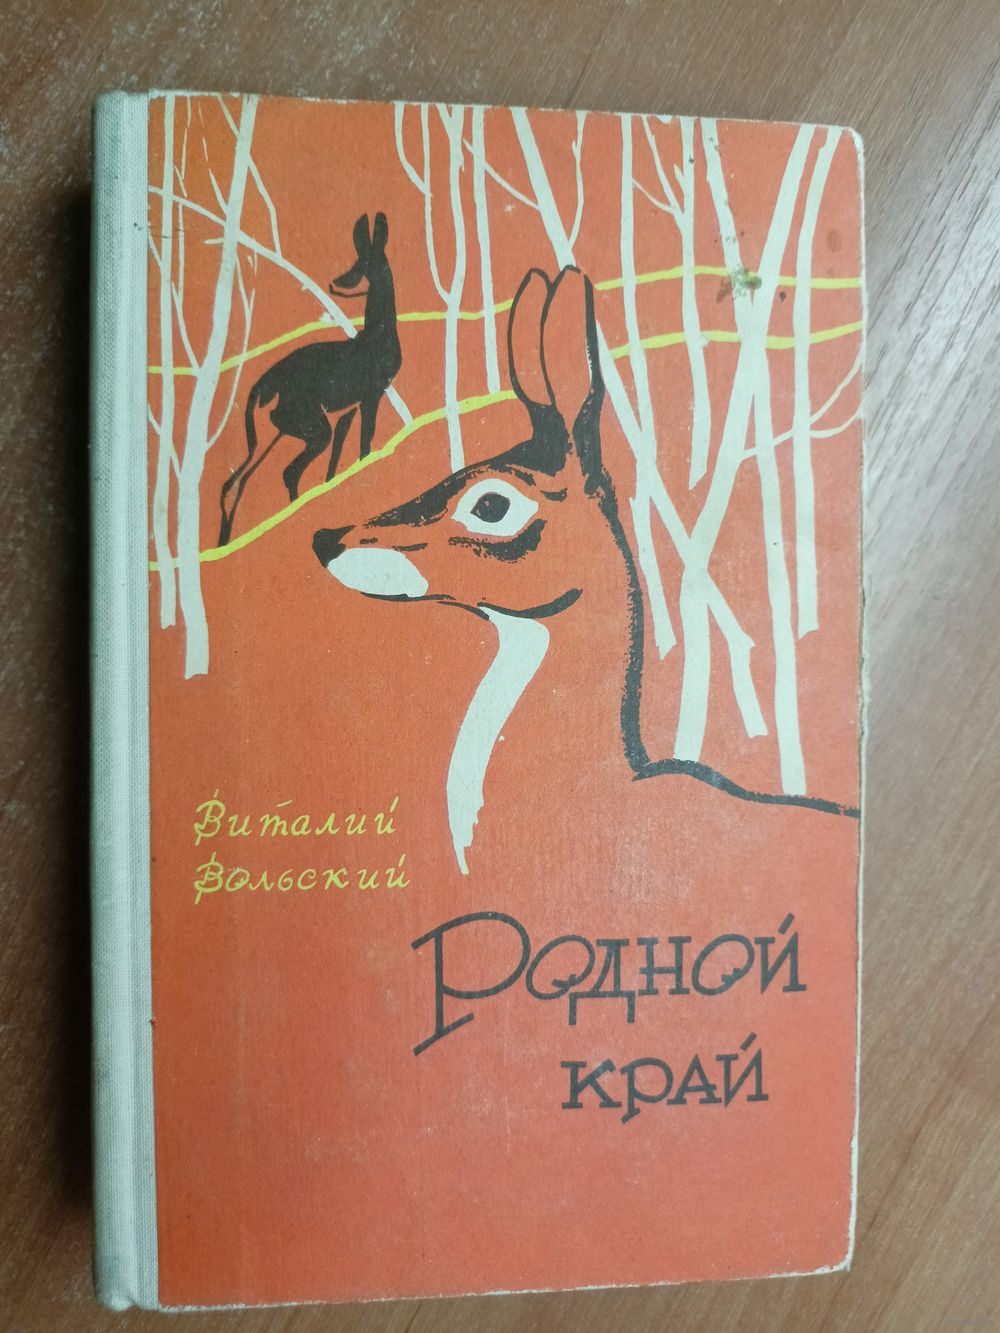 Виталий
Вольский
Родной
край